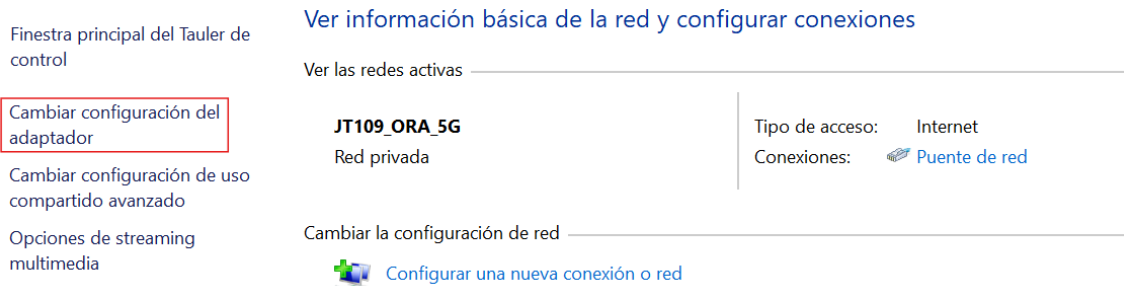 Finestra principal del Tauler de
control
Cambiar configuración del
adaptador
Cambiar configuración de uso
compartido avanzado
Opciones de streaming
multimedia
Ver información básica de la red y configurar conexiones
Ver las redes activas
JT109_ORA_5G
Red privada
Tipo de acceso: Internet
Conexiones: Puente de red
Cambiar la configuración de red
Configurar una nueva conexión o red